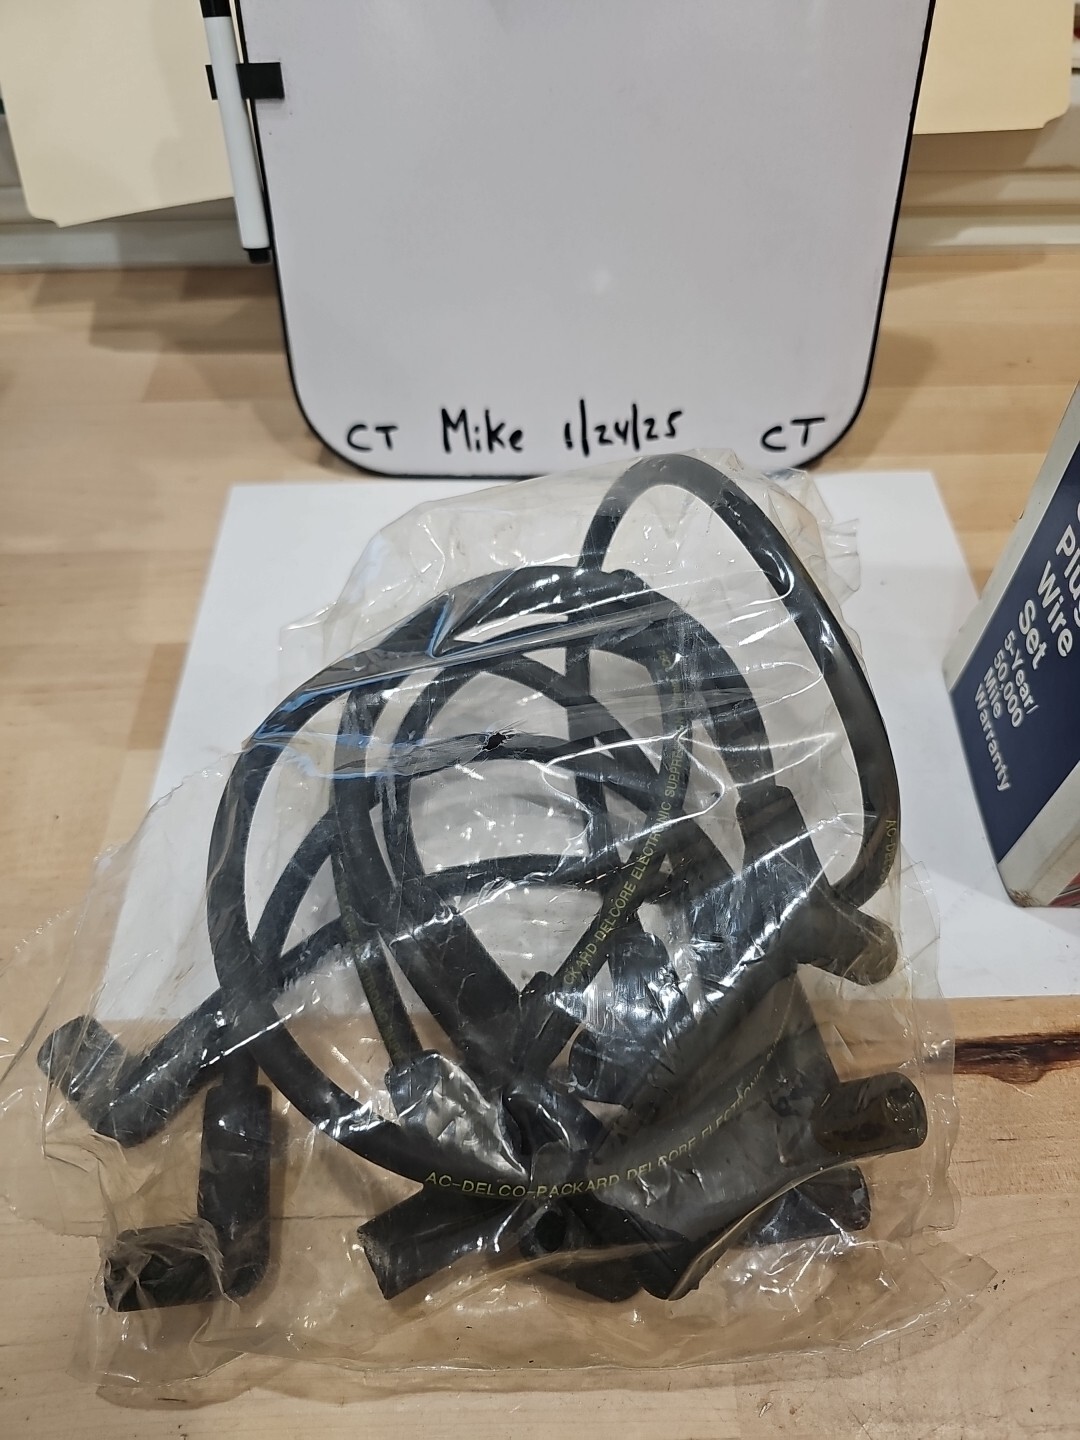 CT Mike 1/24/25 CT
Plug
Wire
Set
5-Year/
50,000
Mile
Warranty
CKARD DELCORE ELECTRONIC SUPPRE
AC-DELCO-PACKARD DELCORE ELECTRONIC